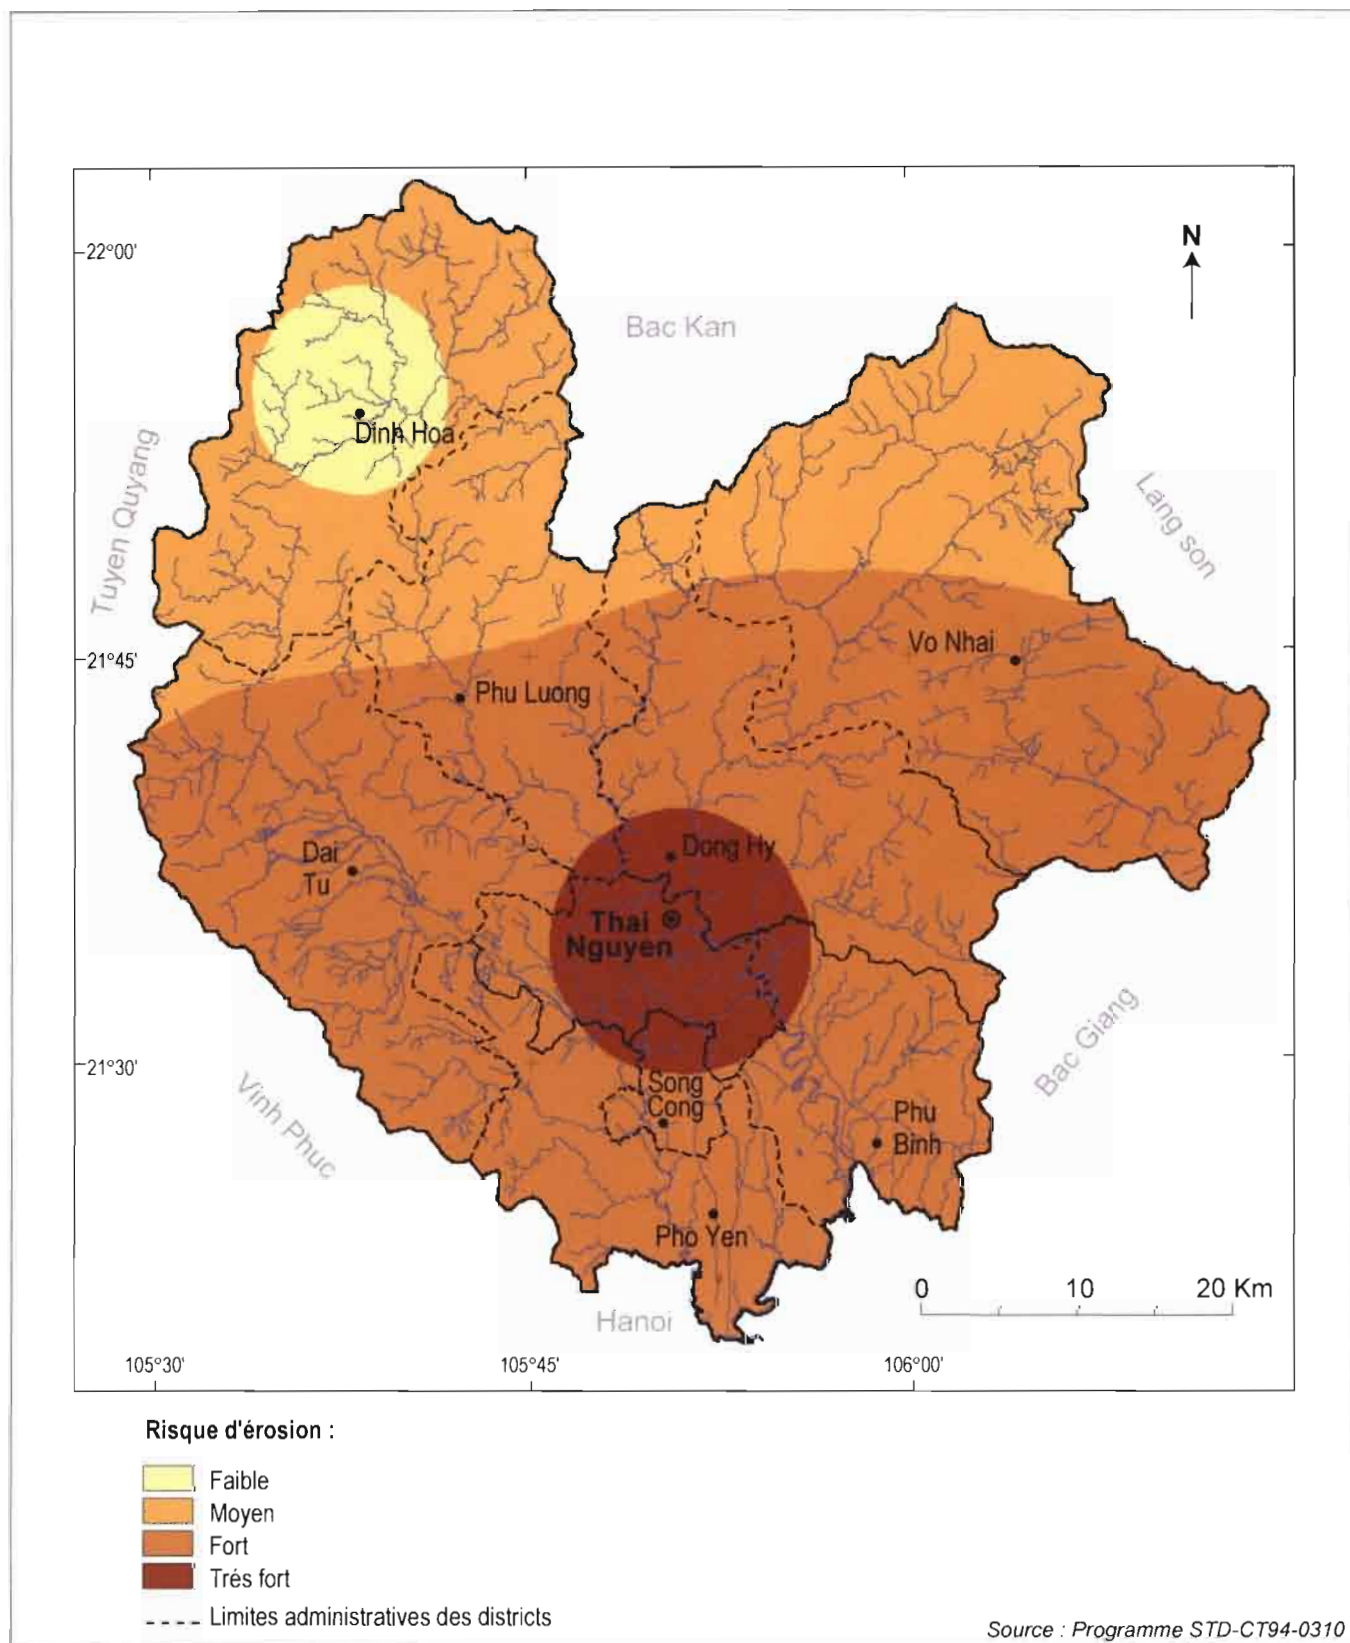 N
22°00'
Bac Kan
Dinh Hoa
Tuyen Quyang
Lang son
21°45'
Vo Nhai
Phu Luong
Dai
Tu
Dong Hy
Thai
Nguyen
Bac Giang
21°30'
Vinh Phuc
Song
Cong
Phu
Binh
Pho Yen
0 10 20 Km
Hanoi
105°30' 105°45' 106°00'
Risque d'érosion :
Faible
Moyen
Fort
Trés fort
Limites administratives des districts
Source : Programme STD-CT94-0310